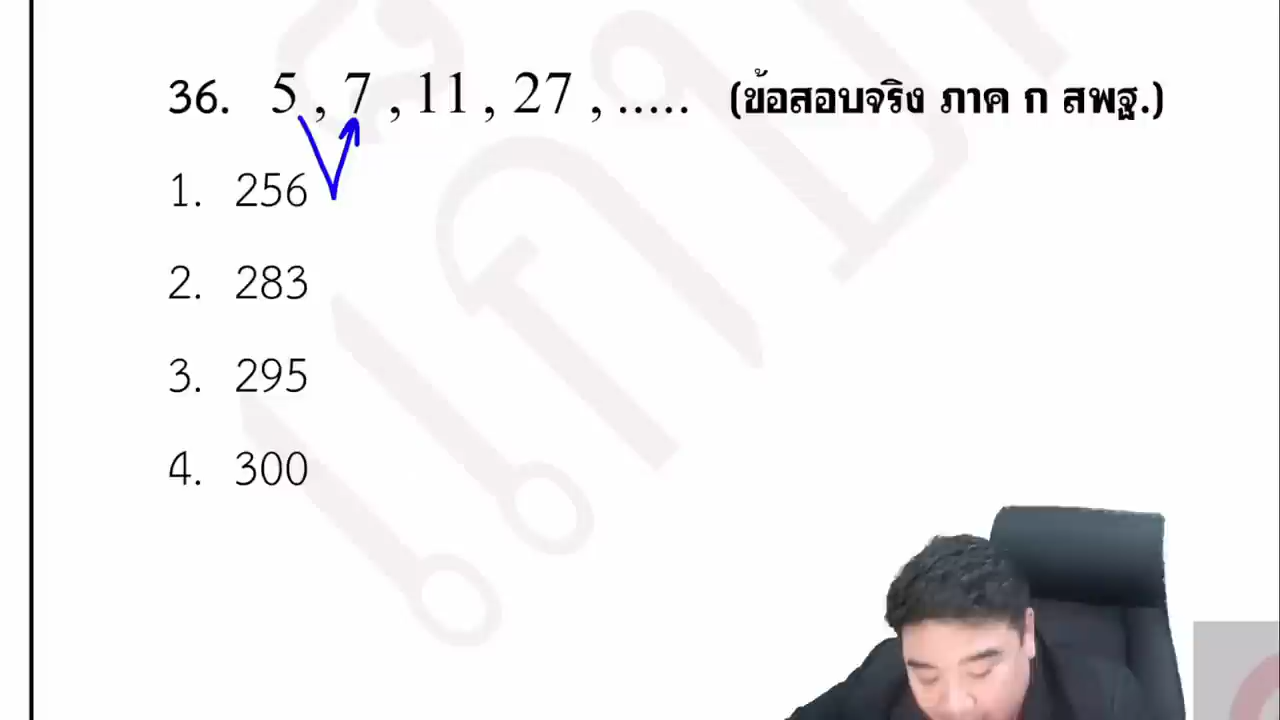 36. 5 , 7 , 11 , 27 , ..... (ข้อสอบจริง ภาค ก สพฐ.)
1. 256
2. 283
3. 295
4. 300